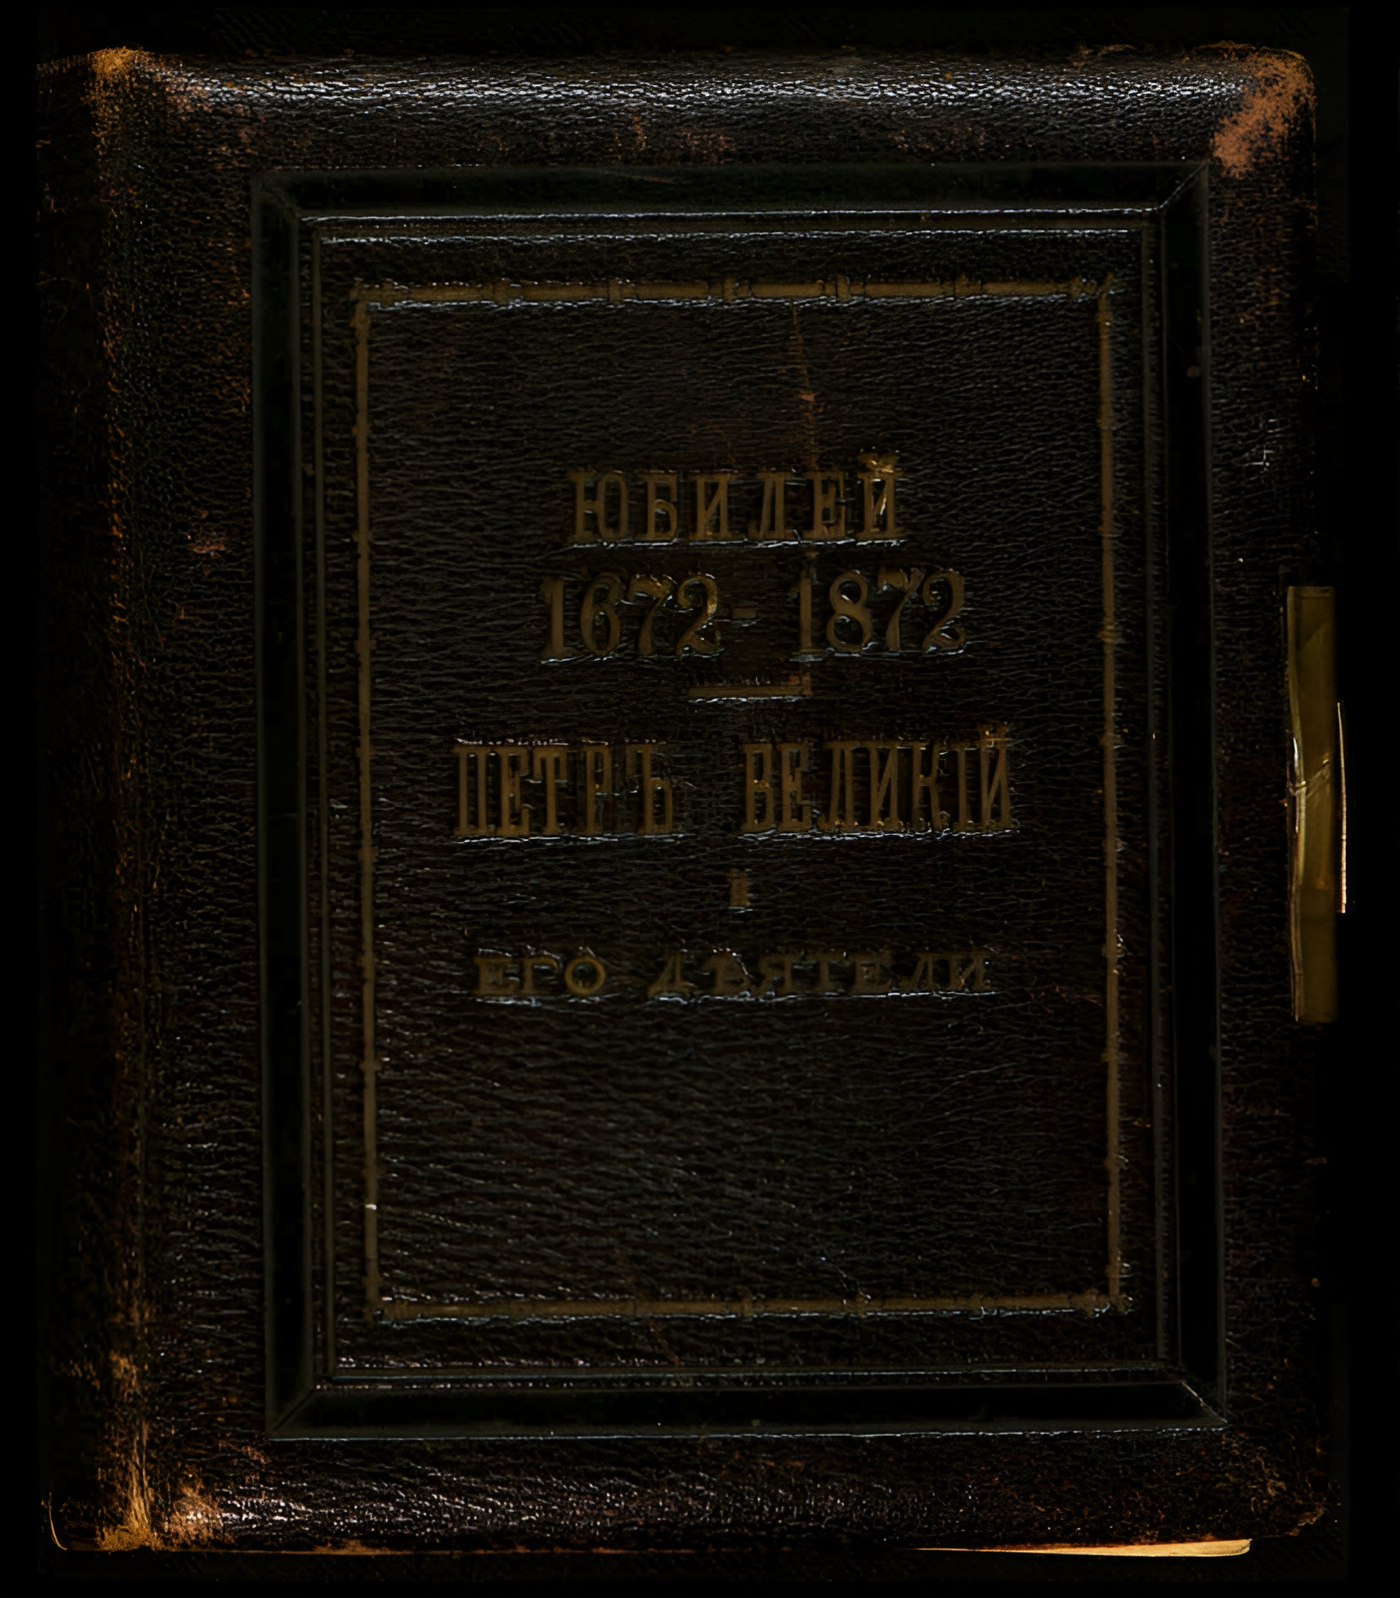 ЮБИЛЕЙ
1672 - 1872
ПЕТРЪ ВЕЛИКІЙ
И
ЕГО ДѢЯТЕЛИ